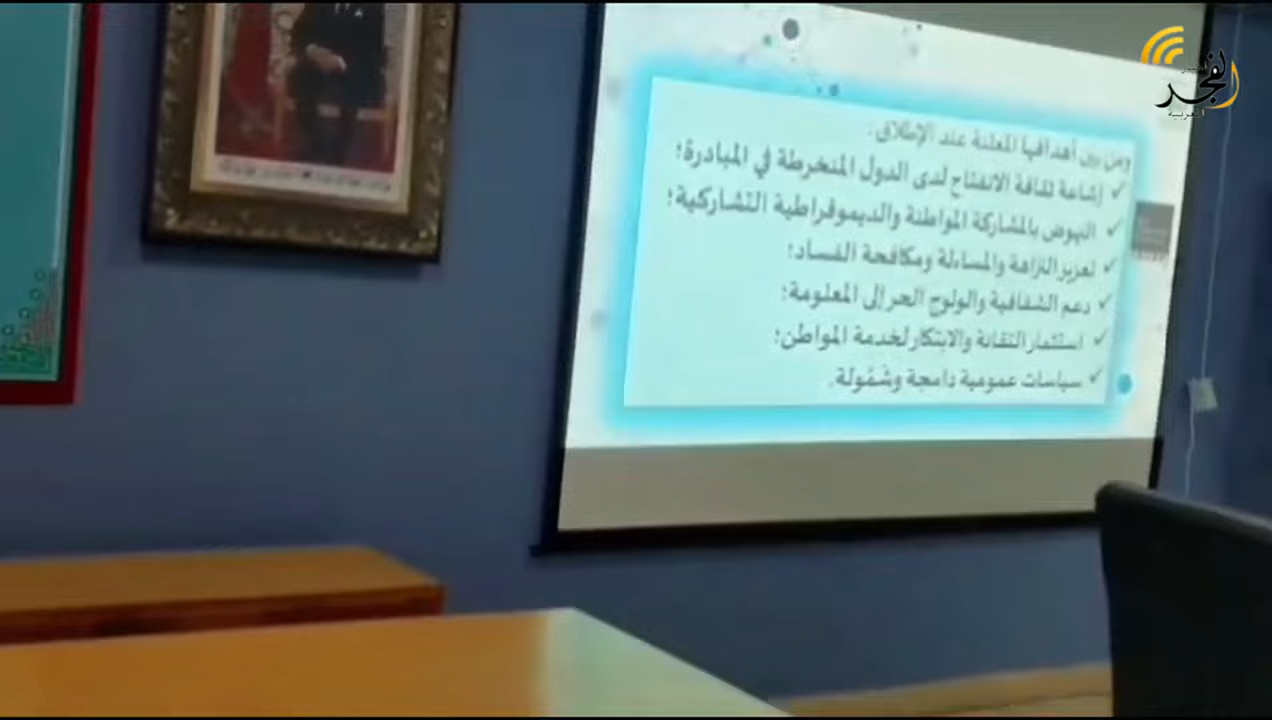 الفجر
المغربية
ومن بين أهدافها المعلنة عند الإطلاق:
✓ إشاعة ثقافة الانفتاح لدى الدول المنخرطة في المبادرة؛
✓ النهوض بالمشاركة المواطنة والديموقراطية التشاركية؛
✓ تعزيز النزاهة والمساءلة ومكافحة الفساد؛
✓ دعم الشفافية والولوج الحر إلى المعلومة؛
✓ استثمار التقانة والابتكار لخدمة المواطن؛
✓ سياسات عمومية دامجة وشمولة.